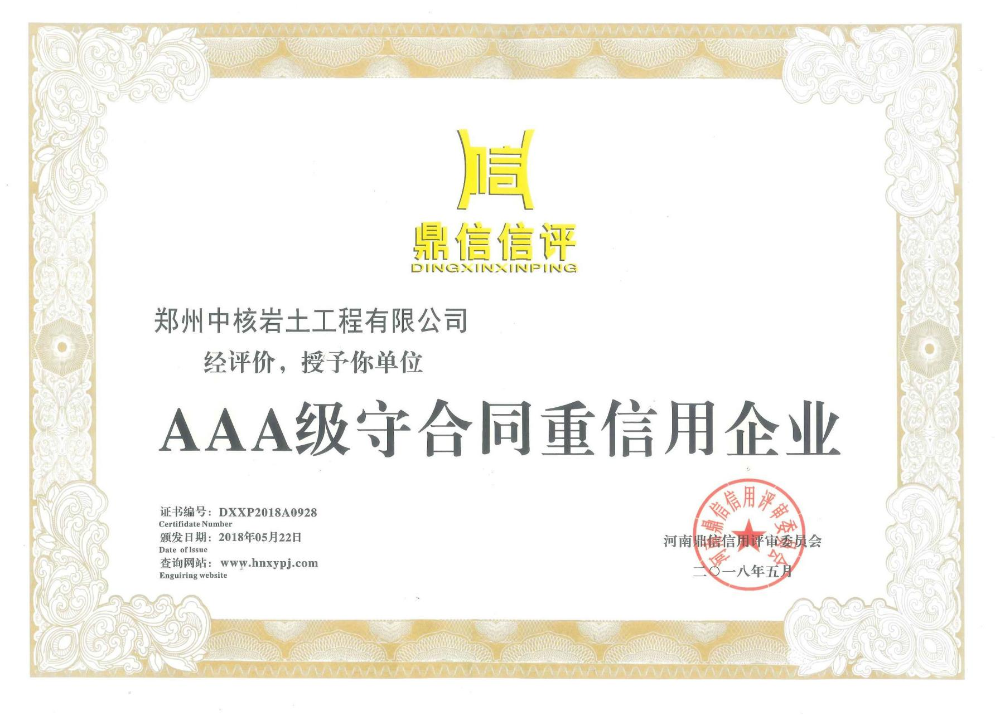 信
鼎信信评
DINGXINXINPING
郑州中核岩土工程有限公司
经评价，授予你单位
AAA级守合同重信用企业
证书编号：DXXP2018A0928
Certifidate Number
颁发日期：2018年05月22日
Date of lssue
查询网站：www.hnxypj.com
Enguiring website
河南鼎信信用评审委员会
河南鼎信信用评审委员会
二〇一八年五月